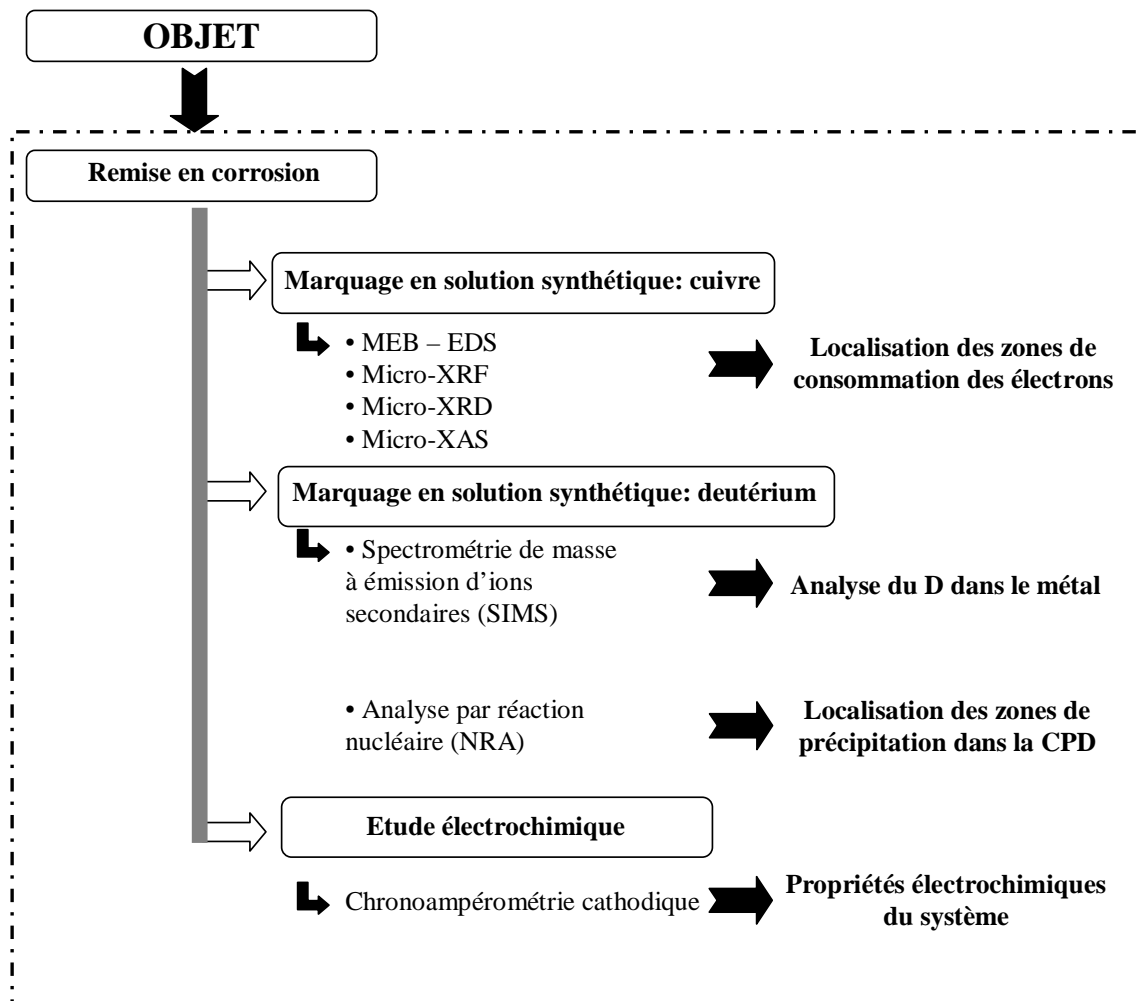 OBJET
Remise en corrosion
Marquage en solution synthétique: cuivre
• MEB – EDS
• Micro-XRF
• Micro-XRD
• Micro-XAS
Localisation des zones de
consommation des électrons
Marquage en solution synthétique: deutérium
• Spectrométrie de masse
à émission d’ions
secondaires (SIMS)
Analyse du D dans le métal
• Analyse par réaction
nucléaire (NRA)
Localisation des zones de
précipitation dans la CPD
Etude électrochimique
Chronoampérométrie cathodique
Propriétés électrochimiques
du système